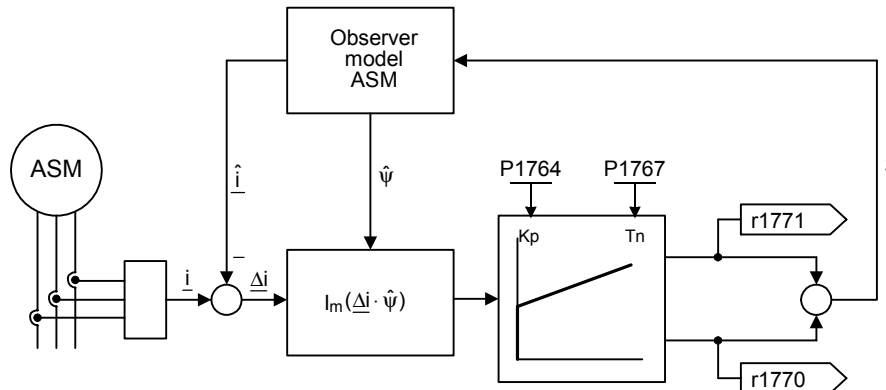 Observer
model
ASM
ASM
î
ψ̂
P1764
P1767
Kp
Tn
r1771
–
i
Δi
Im(Δi · ψ̂)
r1770